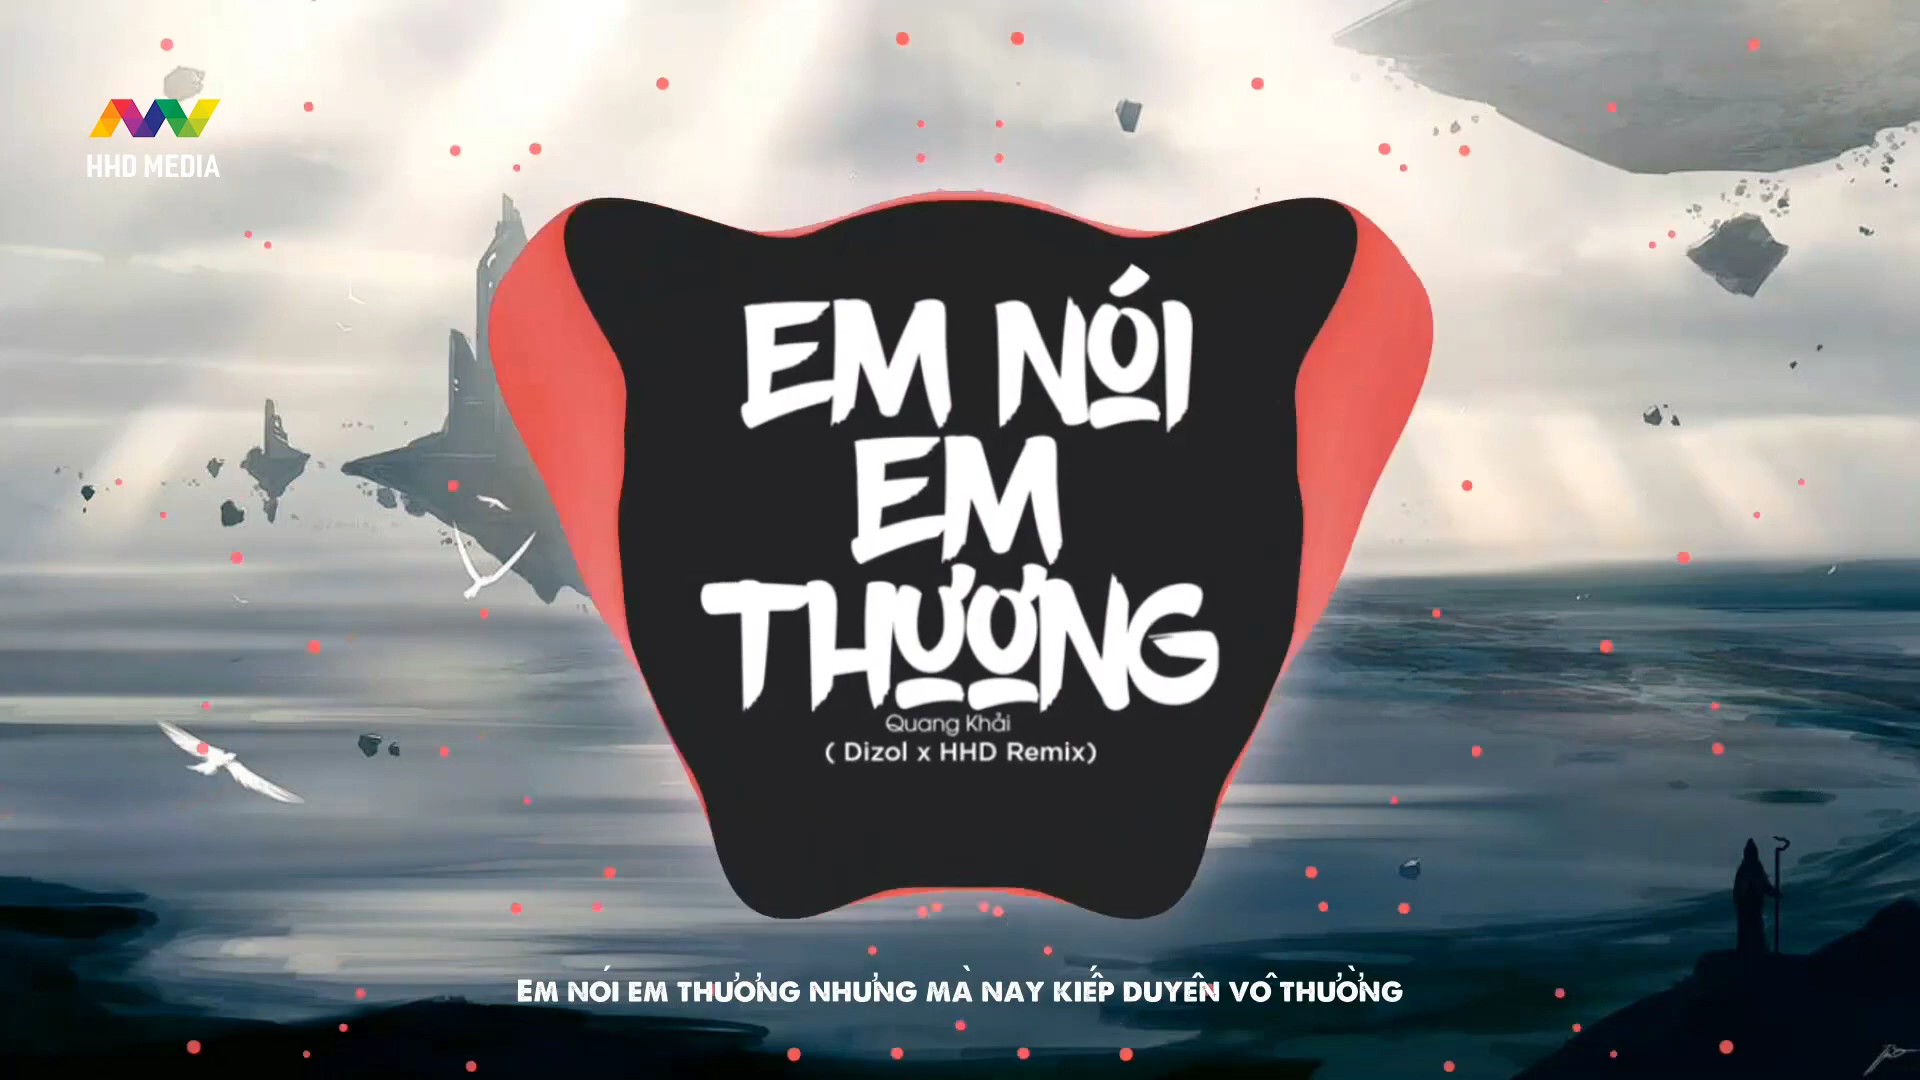 HHD MEDIA
EM NÓI
EM
THƯƠNG
Quang Khải
( Dizol x HHD Remix)
EM NÓI EM THƯƠNG NHƯNG MÀ NAY KIẾP DUYÊN VÔ THƯỜNG